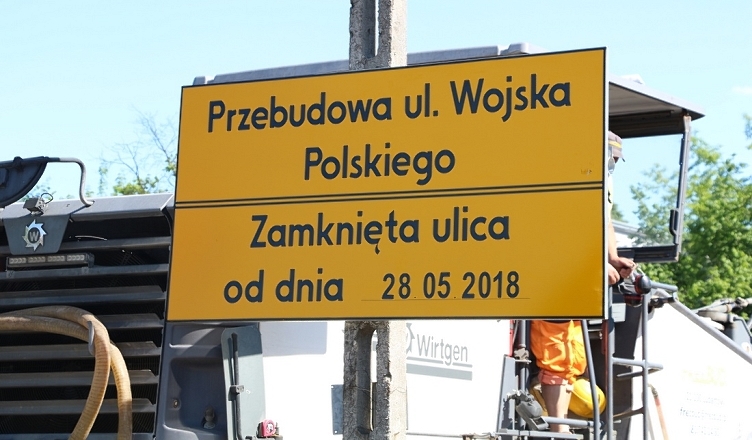 Przebudowa ul. Wojska
Polskiego
Zamknięta ulica
od dnia 28.05.2018
W
Wirtgen